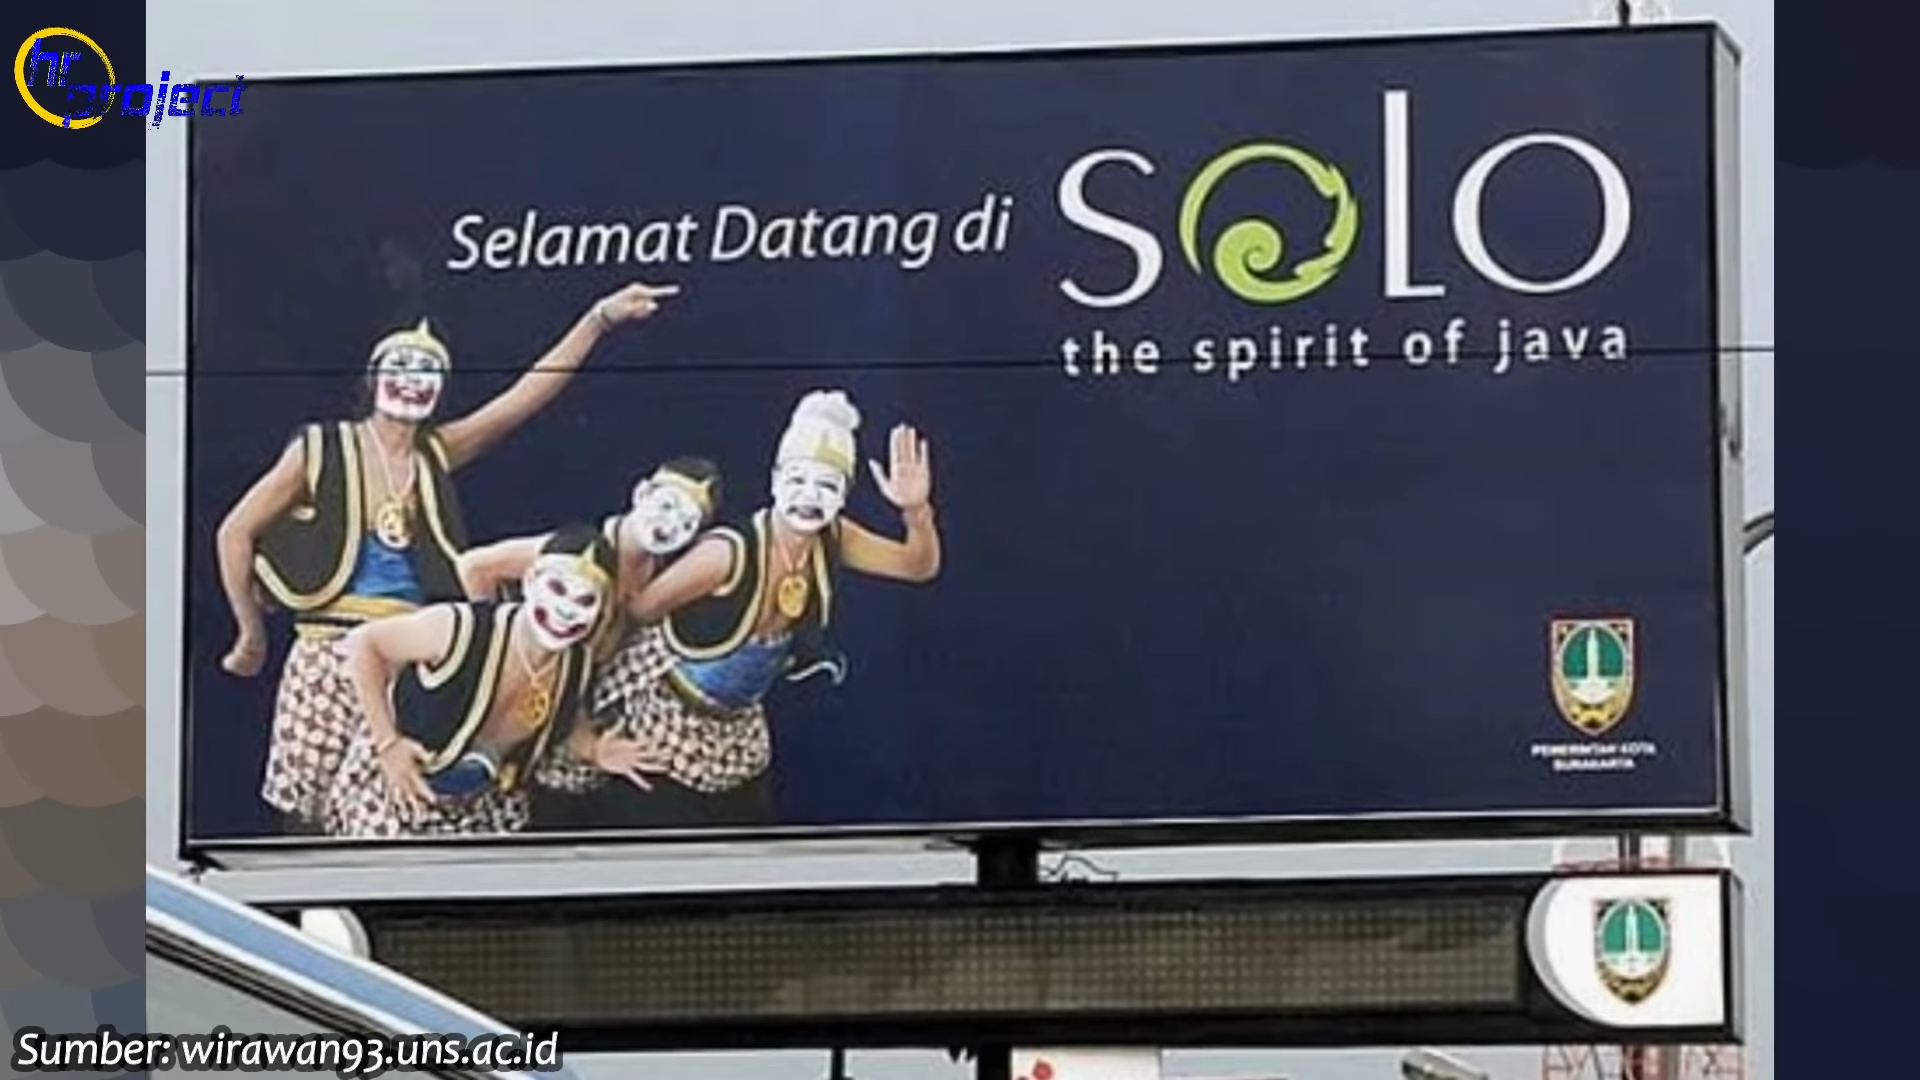 hr
project
Selamat Datang di
SOLO
the spirit of java
PEMERINTAH KOTA
SURAKARTA
Sumber: wirawan93.uns.ac.id